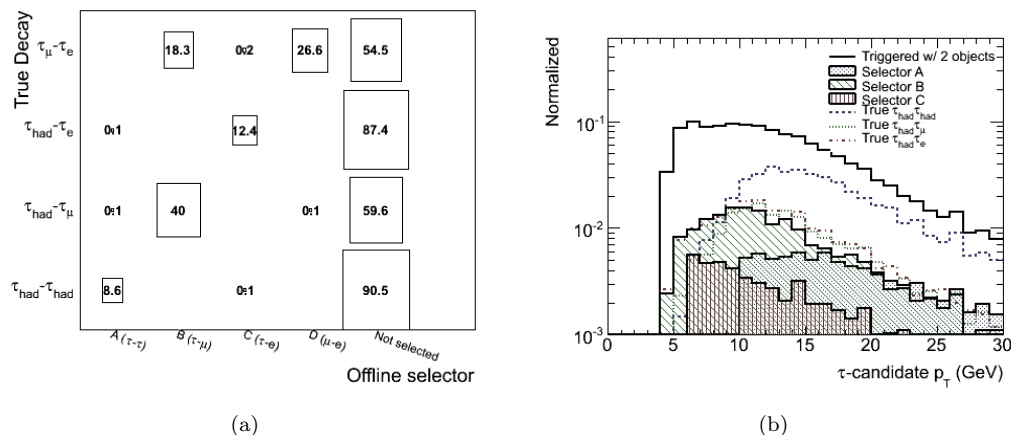 True Decay
τμ-τe 18.3 0.2 26.6 54.5
τhad-τe 0.1 12.4 87.4
τhad-τμ 0.1 40 0.1 59.6
τhad-τhad 8.6 0.1 90.5
A (τ-τ) B (τ-μ) C (τ-e) D (μ-e) Not selected
Offline selector
(a)
Normalized
Triggered w/ 2 objects
Selector A
Selector B
Selector C
True τhadτhad
True τhadτμ
True τhadτe
10-1
10-2
10-3
0 5 10 15 20 25 30
τ-candidate pT (GeV)
(b)